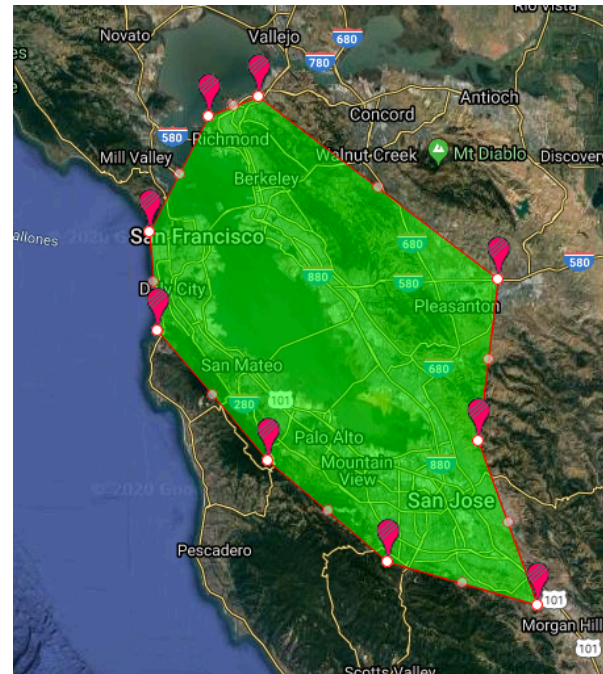 Rio Vista
Novato
Vallejo
680
780
Antioch
Concord
580
Richmond
Walnut Creek
Mt Diablo
Discovery
Mill Valley
Berkeley
allones
San Francisco
680
580
880
580
Daly City
Pleasanton
San Mateo
680
280
101
Palo Alto
Mountain
View
880
San Jose
Pescadero
101
Morgan Hill
101
Scotts Valley